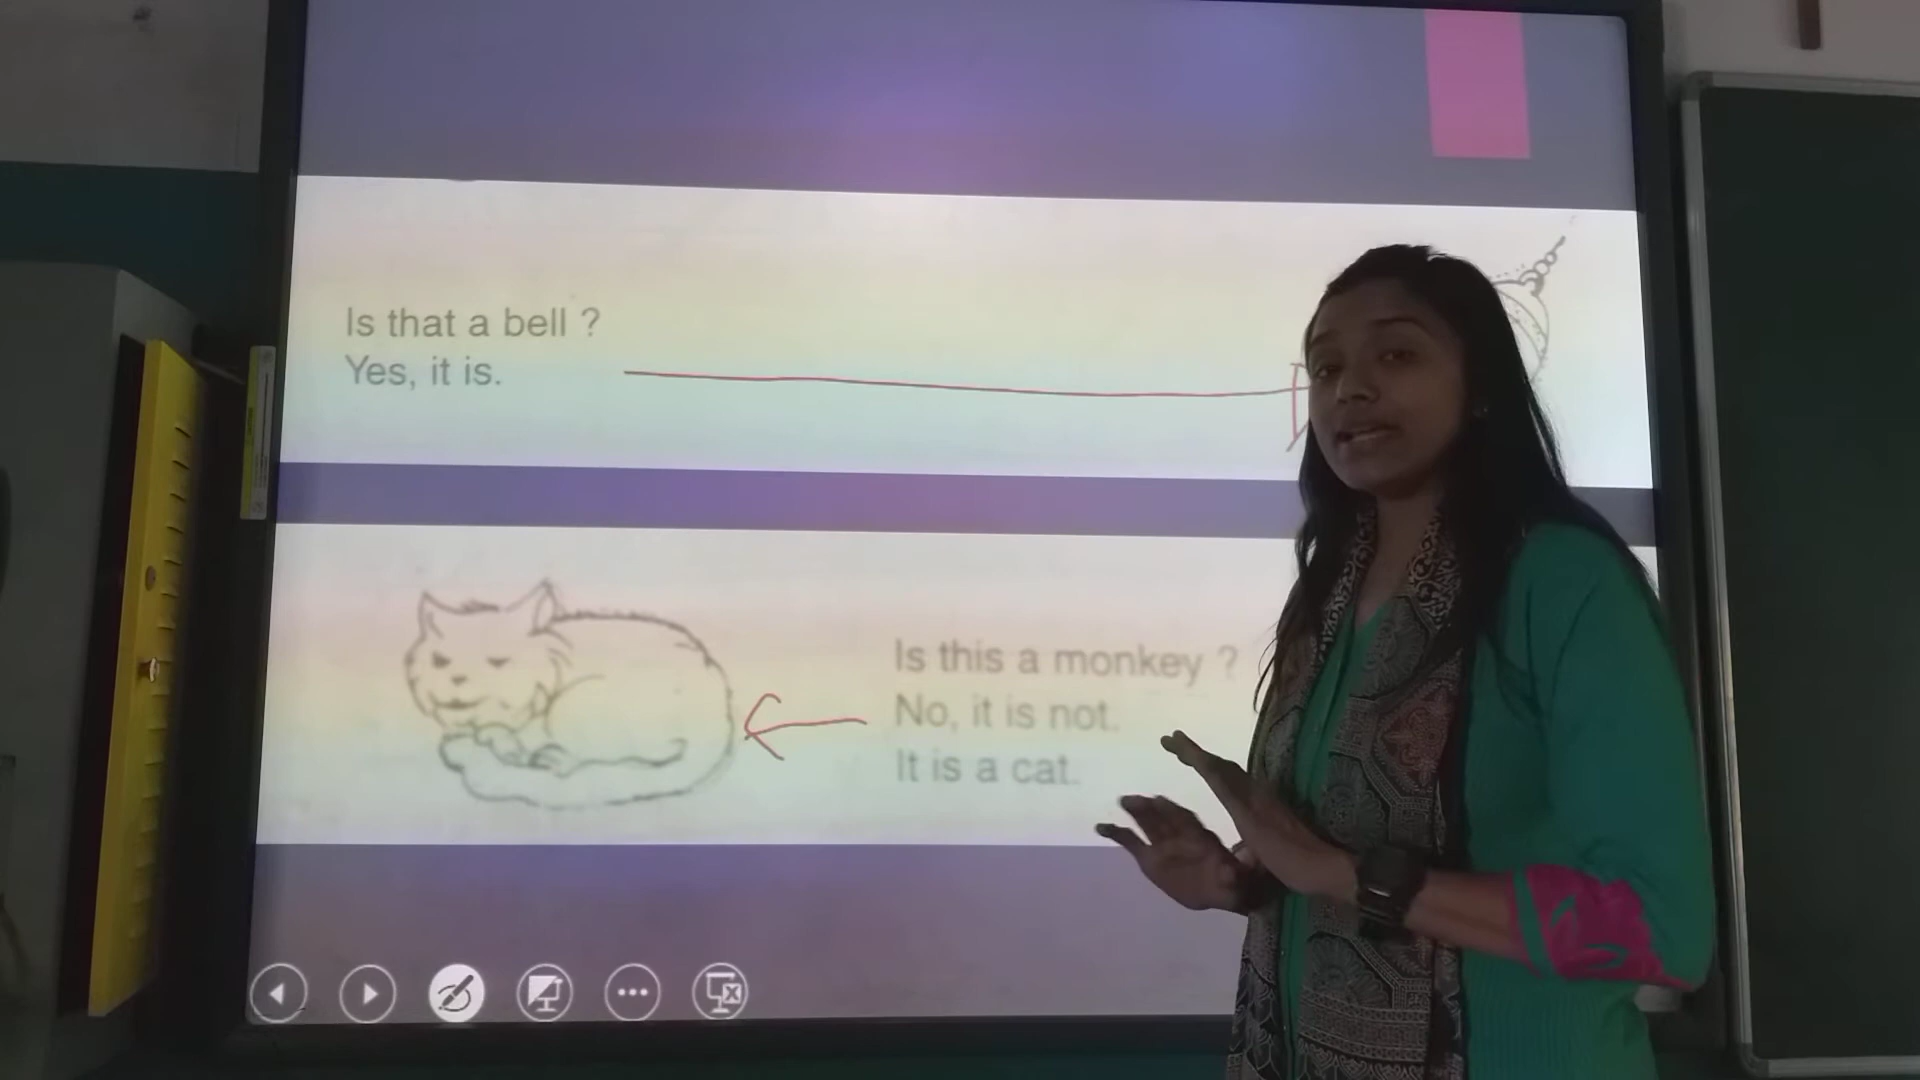 Is that a bell ?
Yes, it is.
Is this a monkey ?
No, it is not.
It is a cat.